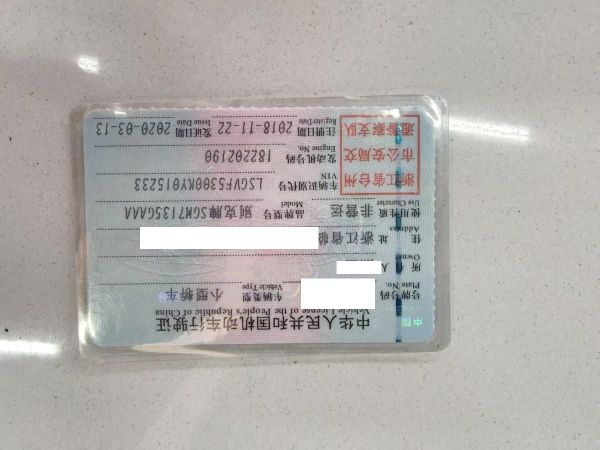 中华人民共和国机动车行驶证
Vehicle License of the People's Republic of China
号牌号码
Plate No.
车辆类型 小型轿车
Vehicle Type
所有人
Owner
住址 浙江省临
Address
使用性质 非营运
Use Character
品牌型号 别克牌SGM7135GAAA
Model
浙江省台州
市公安局交
通警察支队
车辆识别代号 LSGVF5300KY015233
VIN
发动机号码 182202190
Engine No.
注册日期 2018-11-22
Register Date
发证日期 2020-03-13
Issue Date